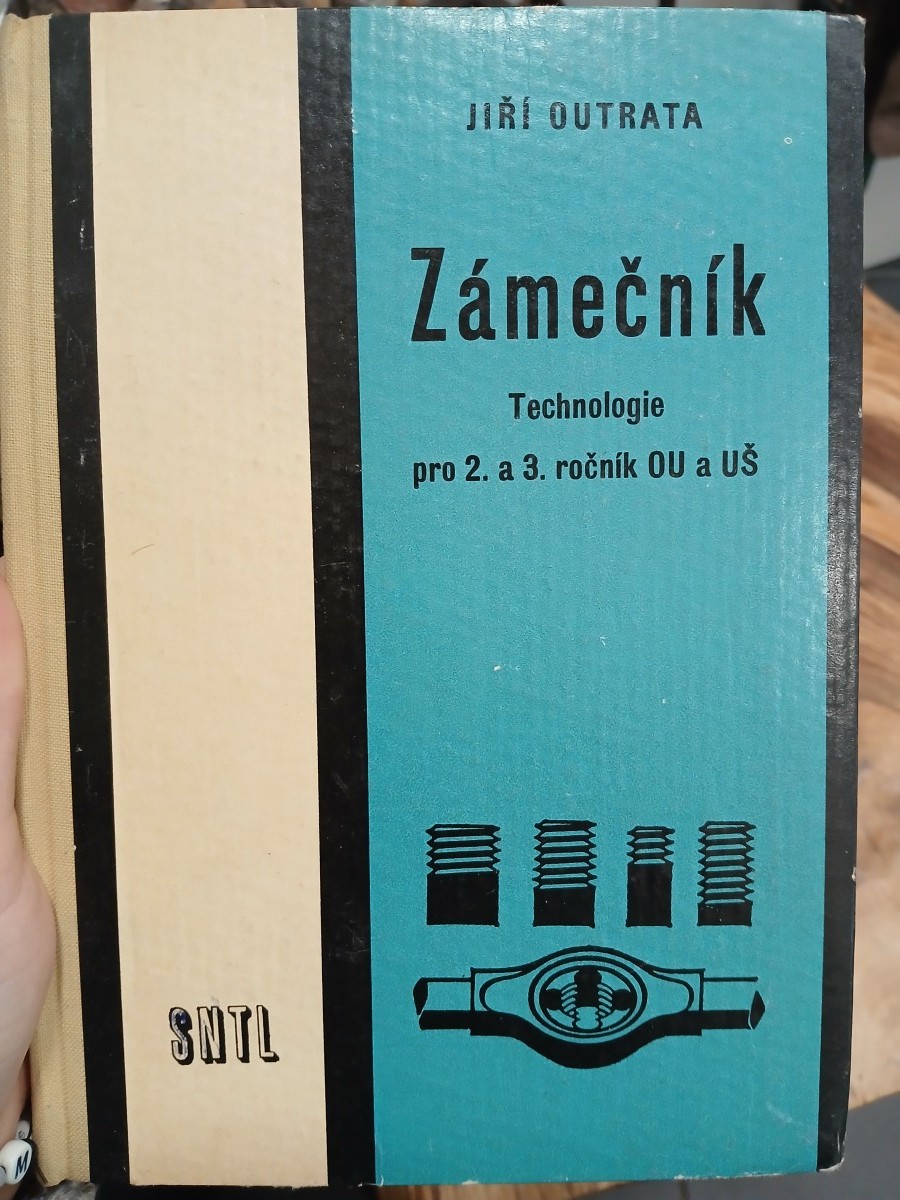 JIŘÍ OUTRATA
Zámečník
Technologie
pro 2. a 3. ročník OU a UŠ
SNTL
M